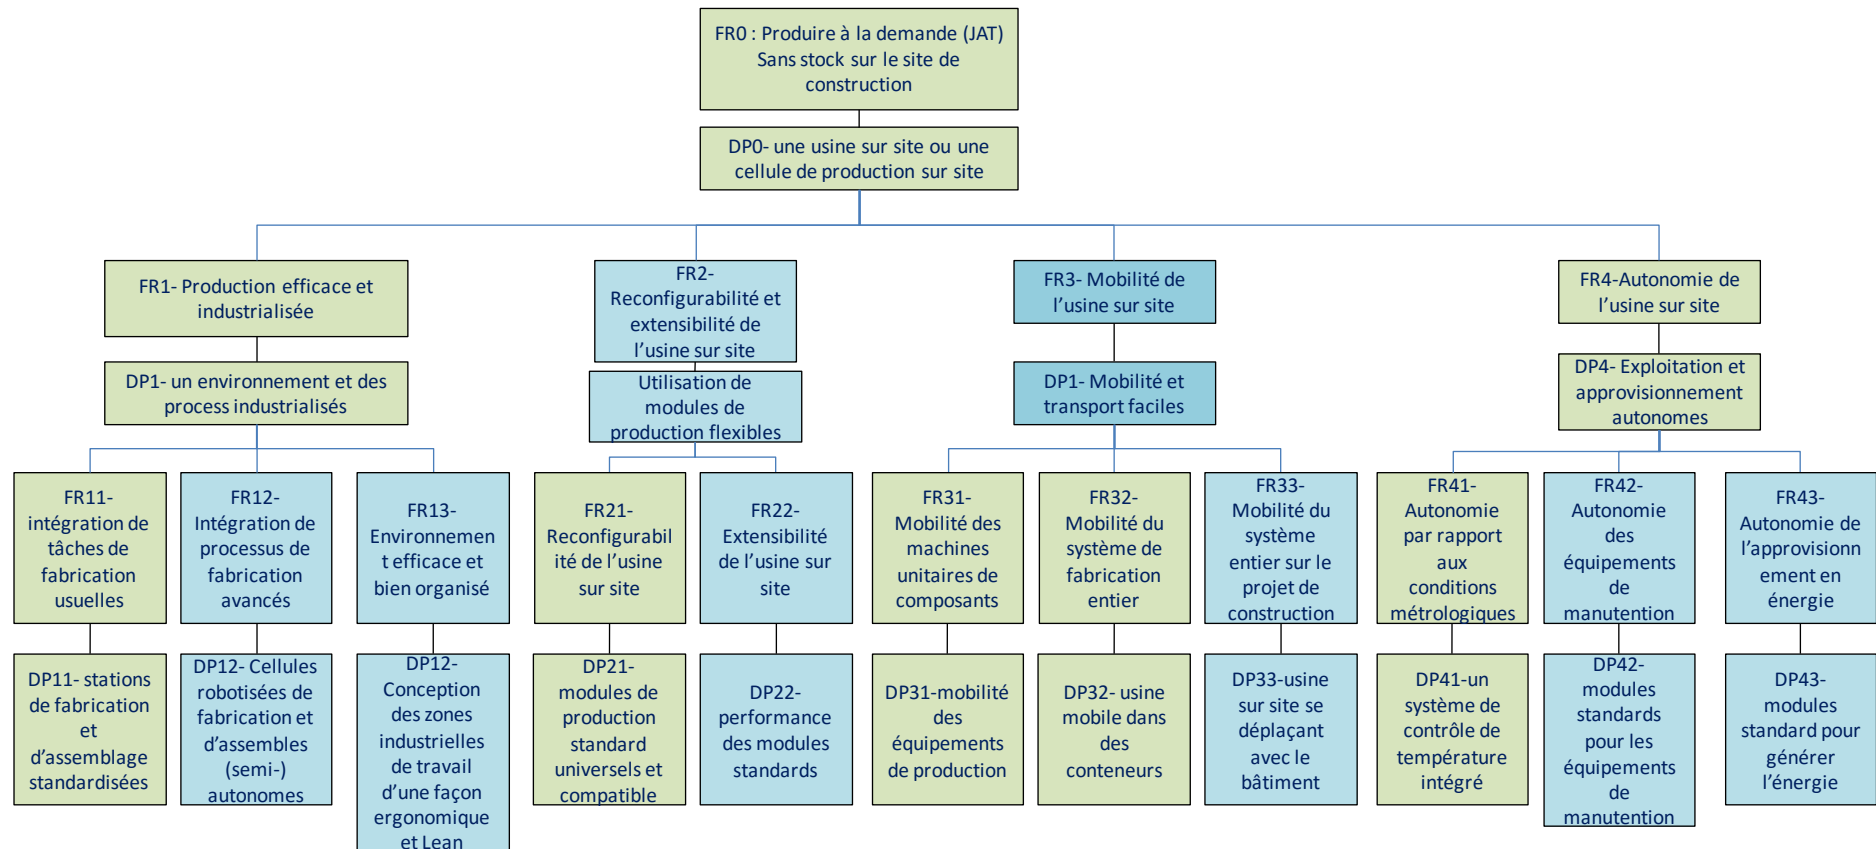 FR0 : Produire à la demande (JAT)
Sans stock sur le site de
construction
DP0- une usine sur site ou une
cellule de production sur site
FR1- Production efficace et
industrialisée
DP1- un environnement et des
process industrialisés
FR2-
Reconfigurabilité et
extensibilité de
l’usine sur site
Utilisation de
modules de
production flexibles
FR3- Mobilité de
l’usine sur site
DP1- Mobilité et
transport faciles
FR4-Autonomie de
l’usine sur site
DP4- Exploitation et
approvisionnement
autonomes
FR11-
intégration de
tâches de
fabrication
usuelles
FR12-
Intégration de
processus de
fabrication
avancés
FR13-
Environnemen
t efficace et
bien organisé
FR21-
Reconfigurabil
ité de l’usine
sur site
FR22-
Extensibilité
de l’usine sur
site
FR31-
Mobilité des
machines
unitaires de
composants
FR32-
Mobilité du
système de
fabrication
entier
FR33-
Mobilité du
système
entier sur le
projet de
construction
FR41-
Autonomie
par rapport
aux
conditions
métrologiques
FR42-
Autonomie
des
équipements
de
manutention
FR43-
Autonomie de
l’approvisionn
ement en
énergie
DP11- stations
de fabrication
et
d’assemblage
standardisées
DP12- Cellules
robotisées de
fabrication et
d’assembles
(semi-)
autonomes
DP12-
Conception
des zones
industrielles
de travail
d’une façon
ergonomique
et Lean
DP21-
modules de
production
standard
universels et
compatible
DP22-
performance
des modules
standards
DP31-mobilité
des
équipements
de production
DP32- usine
mobile dans
des
conteneurs
DP33-usine
sur site se
déplaçant
avec le
bâtiment
DP41-un
système de
contrôle de
température
intégré
DP42-
modules
standards
pour les
équipements
de
manutention
DP43-
modules
standard pour
générer
l’énergie